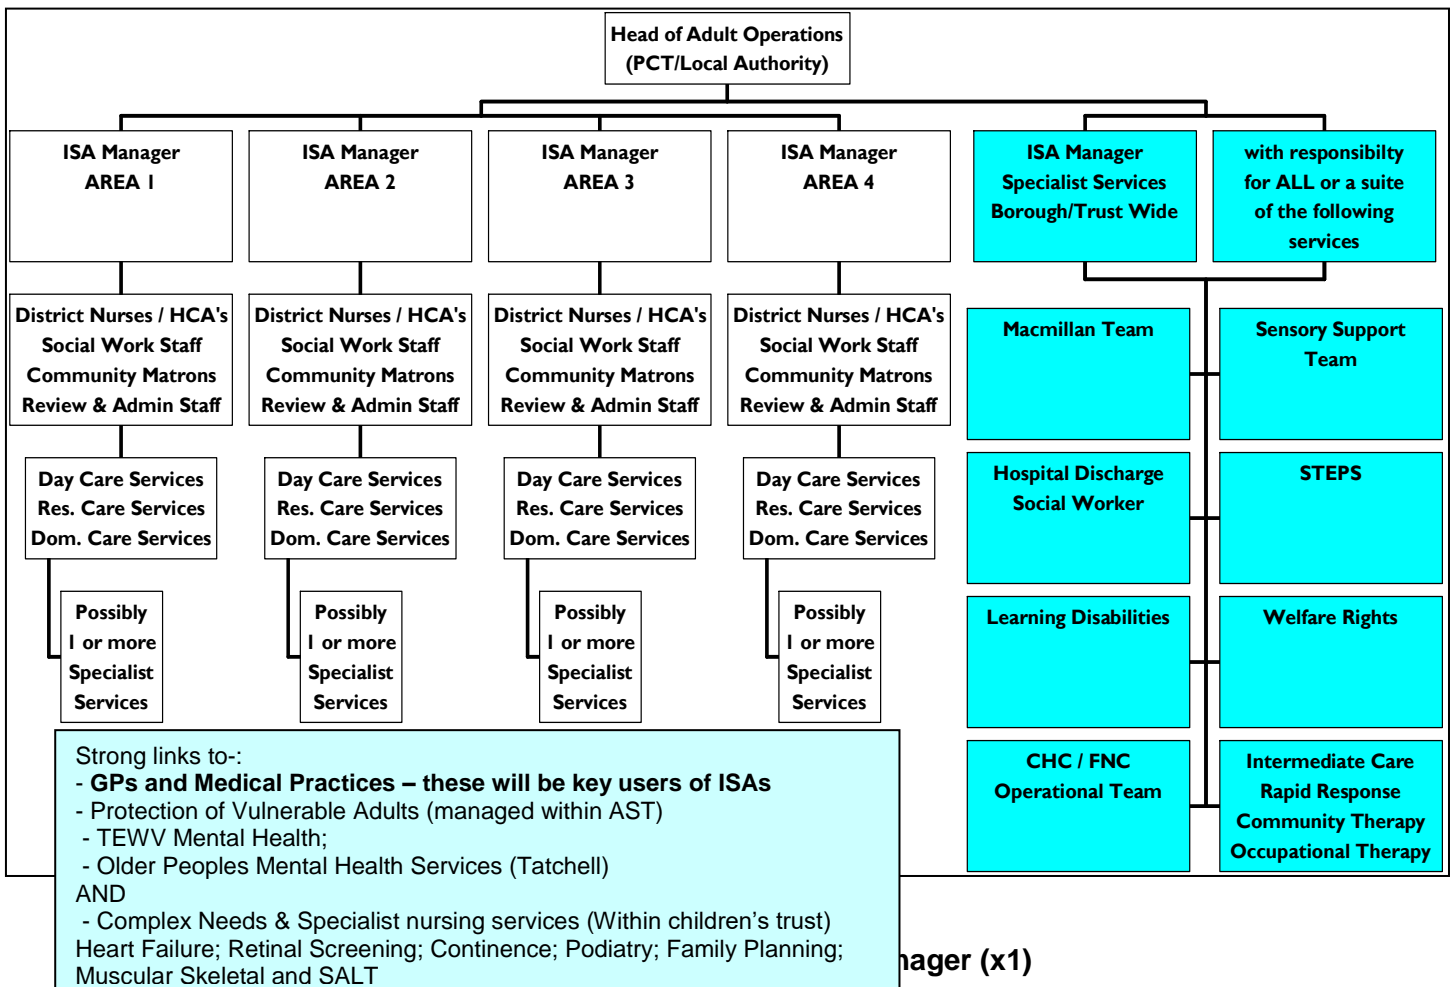 Head of Adult Operations
(PCT/Local Authority)
ISA Manager
AREA 1
ISA Manager
AREA 2
ISA Manager
AREA 3
ISA Manager
AREA 4
ISA Manager
Specialist Services
Borough/Trust Wide
with responsibilty
for ALL or a suite
of the following
services
District Nurses / HCA's
Social Work Staff
Community Matrons
Review & Admin Staff
District Nurses / HCA's
Social Work Staff
Community Matrons
Review & Admin Staff
District Nurses / HCA's
Social Work Staff
Community Matrons
Review & Admin Staff
District Nurses / HCA's
Social Work Staff
Community Matrons
Review & Admin Staff
Day Care Services
Res. Care Services
Dom. Care Services
Day Care Services
Res. Care Services
Dom. Care Services
Day Care Services
Res. Care Services
Dom. Care Services
Day Care Services
Res. Care Services
Dom. Care Services
Possibly
1 or more
Specialist
Services
Possibly
1 or more
Specialist
Services
Possibly
1 or more
Specialist
Services
Possibly
1 or more
Specialist
Services
Macmillan Team
Sensory Support
Team
Hospital Discharge
Social Worker
STEPS
Learning Disabilities
Welfare Rights
CHC / FNC
Operational Team
Intermediate Care
Rapid Response
Community Therapy
Occupational Therapy
Strong links to-:
- GPs and Medical Practices – these will be key users of ISAs
- Protection of Vulnerable Adults (managed within AST)
- TEWV Mental Health;
- Older Peoples Mental Health Services (Tatchell)
AND
- Complex Needs & Specialist nursing services (Within children's trust)
Heart Failure; Retinal Screening; Continence; Podiatry; Family Planning;
Muscular Skeletal and SALT
nager (x1)